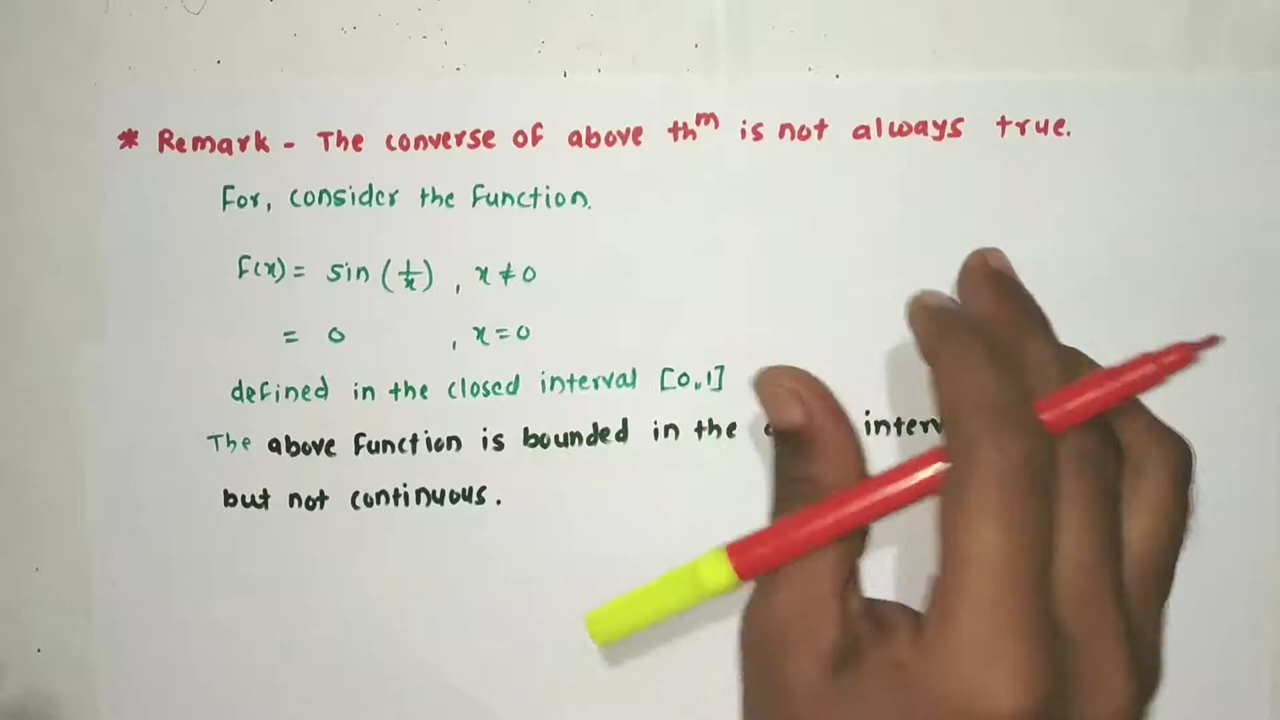 * Remark - The converse of above thm is not always true.
For, consider the function.
F(x) = sin (1/x) , x ≠ 0
= 0 , x = 0
defined in the closed interval [0,1]
The above Function is bounded in the
but not continuous.